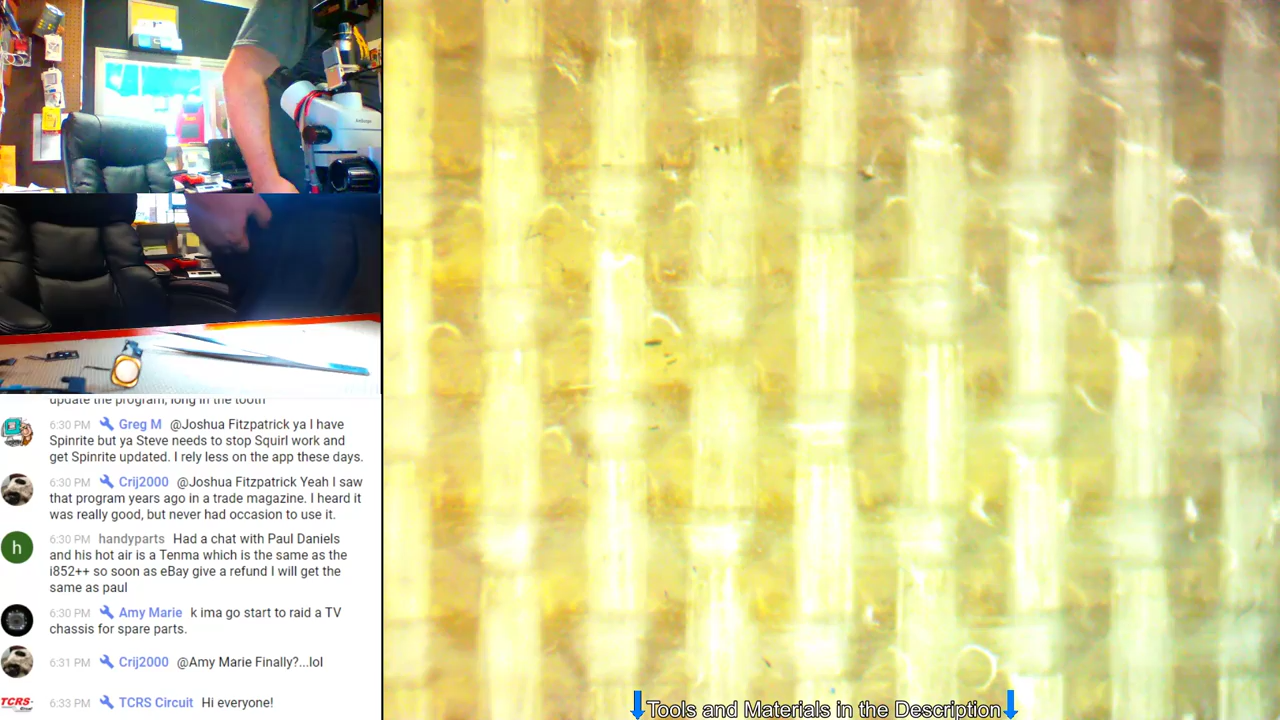 update the program, long in the tooth
6:30 PM Greg M @Joshua Fitzpatrick ya I have
Spinrite but ya Steve needs to stop Squirl work and
get Spinrite updated. I rely less on the app these days.
6:30 PM Crij2000 @Joshua Fitzpatrick Yeah I saw
that program years ago in a trade magazine. I heard it
was really good, but never had occasion to use it.
h
6:30 PM handyparts Had a chat with Paul Daniels
and his hot air is a Tenma which is the same as the
i852++ so soon as eBay give a refund I will get the
same as paul
6:30 PM Amy Marie k ima go start to raid a TV
chassis for spare parts.
6:31 PM Crij2000 @Amy Marie Finally?...lol
TCRS
6:33 PM TCRS Circuit Hi everyone!
Tools and Materials in the Description